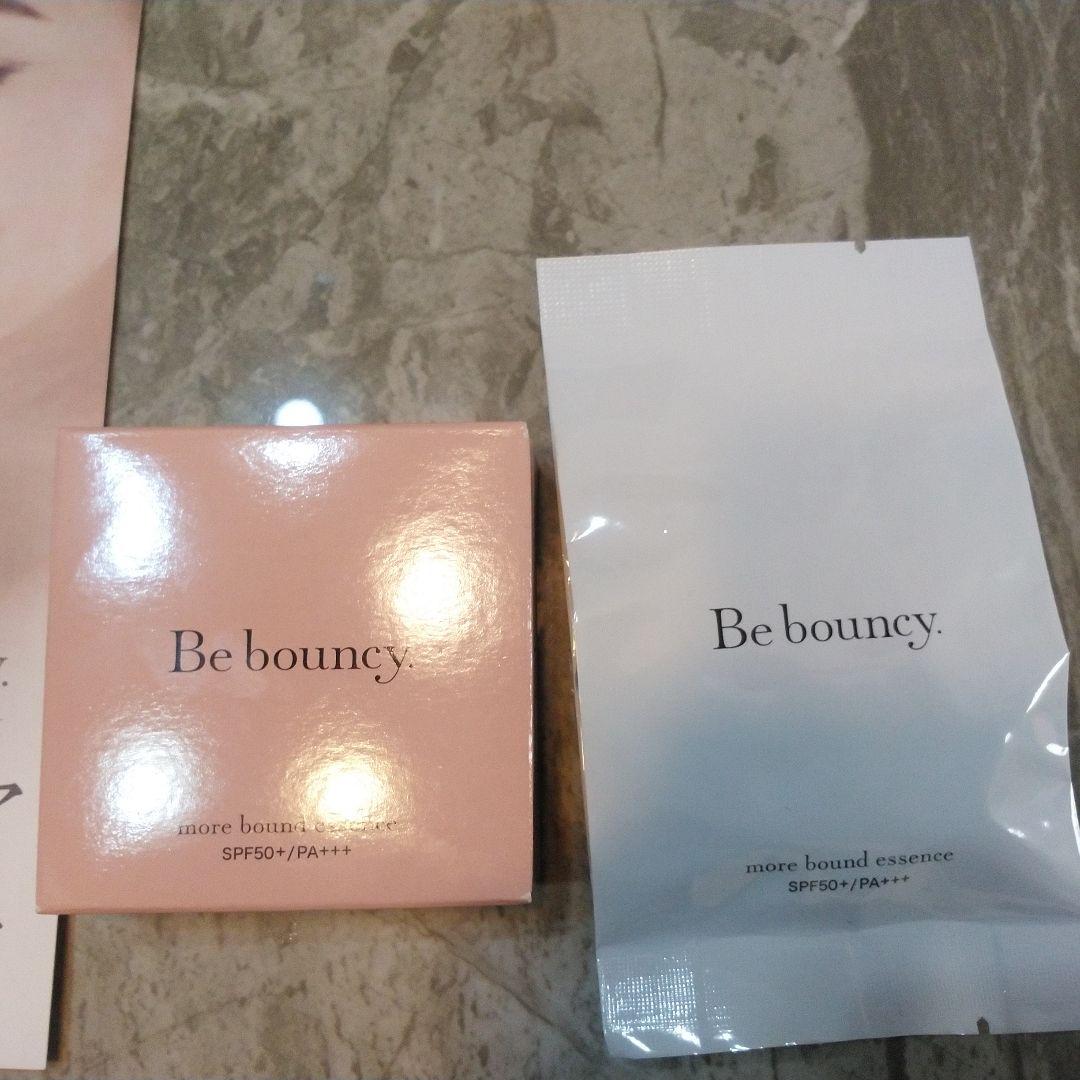 Be bouncy.
more bound essence
SPF50+/PA+++
Be bouncy.
more bound essence
SPF50+/PA+++
y.